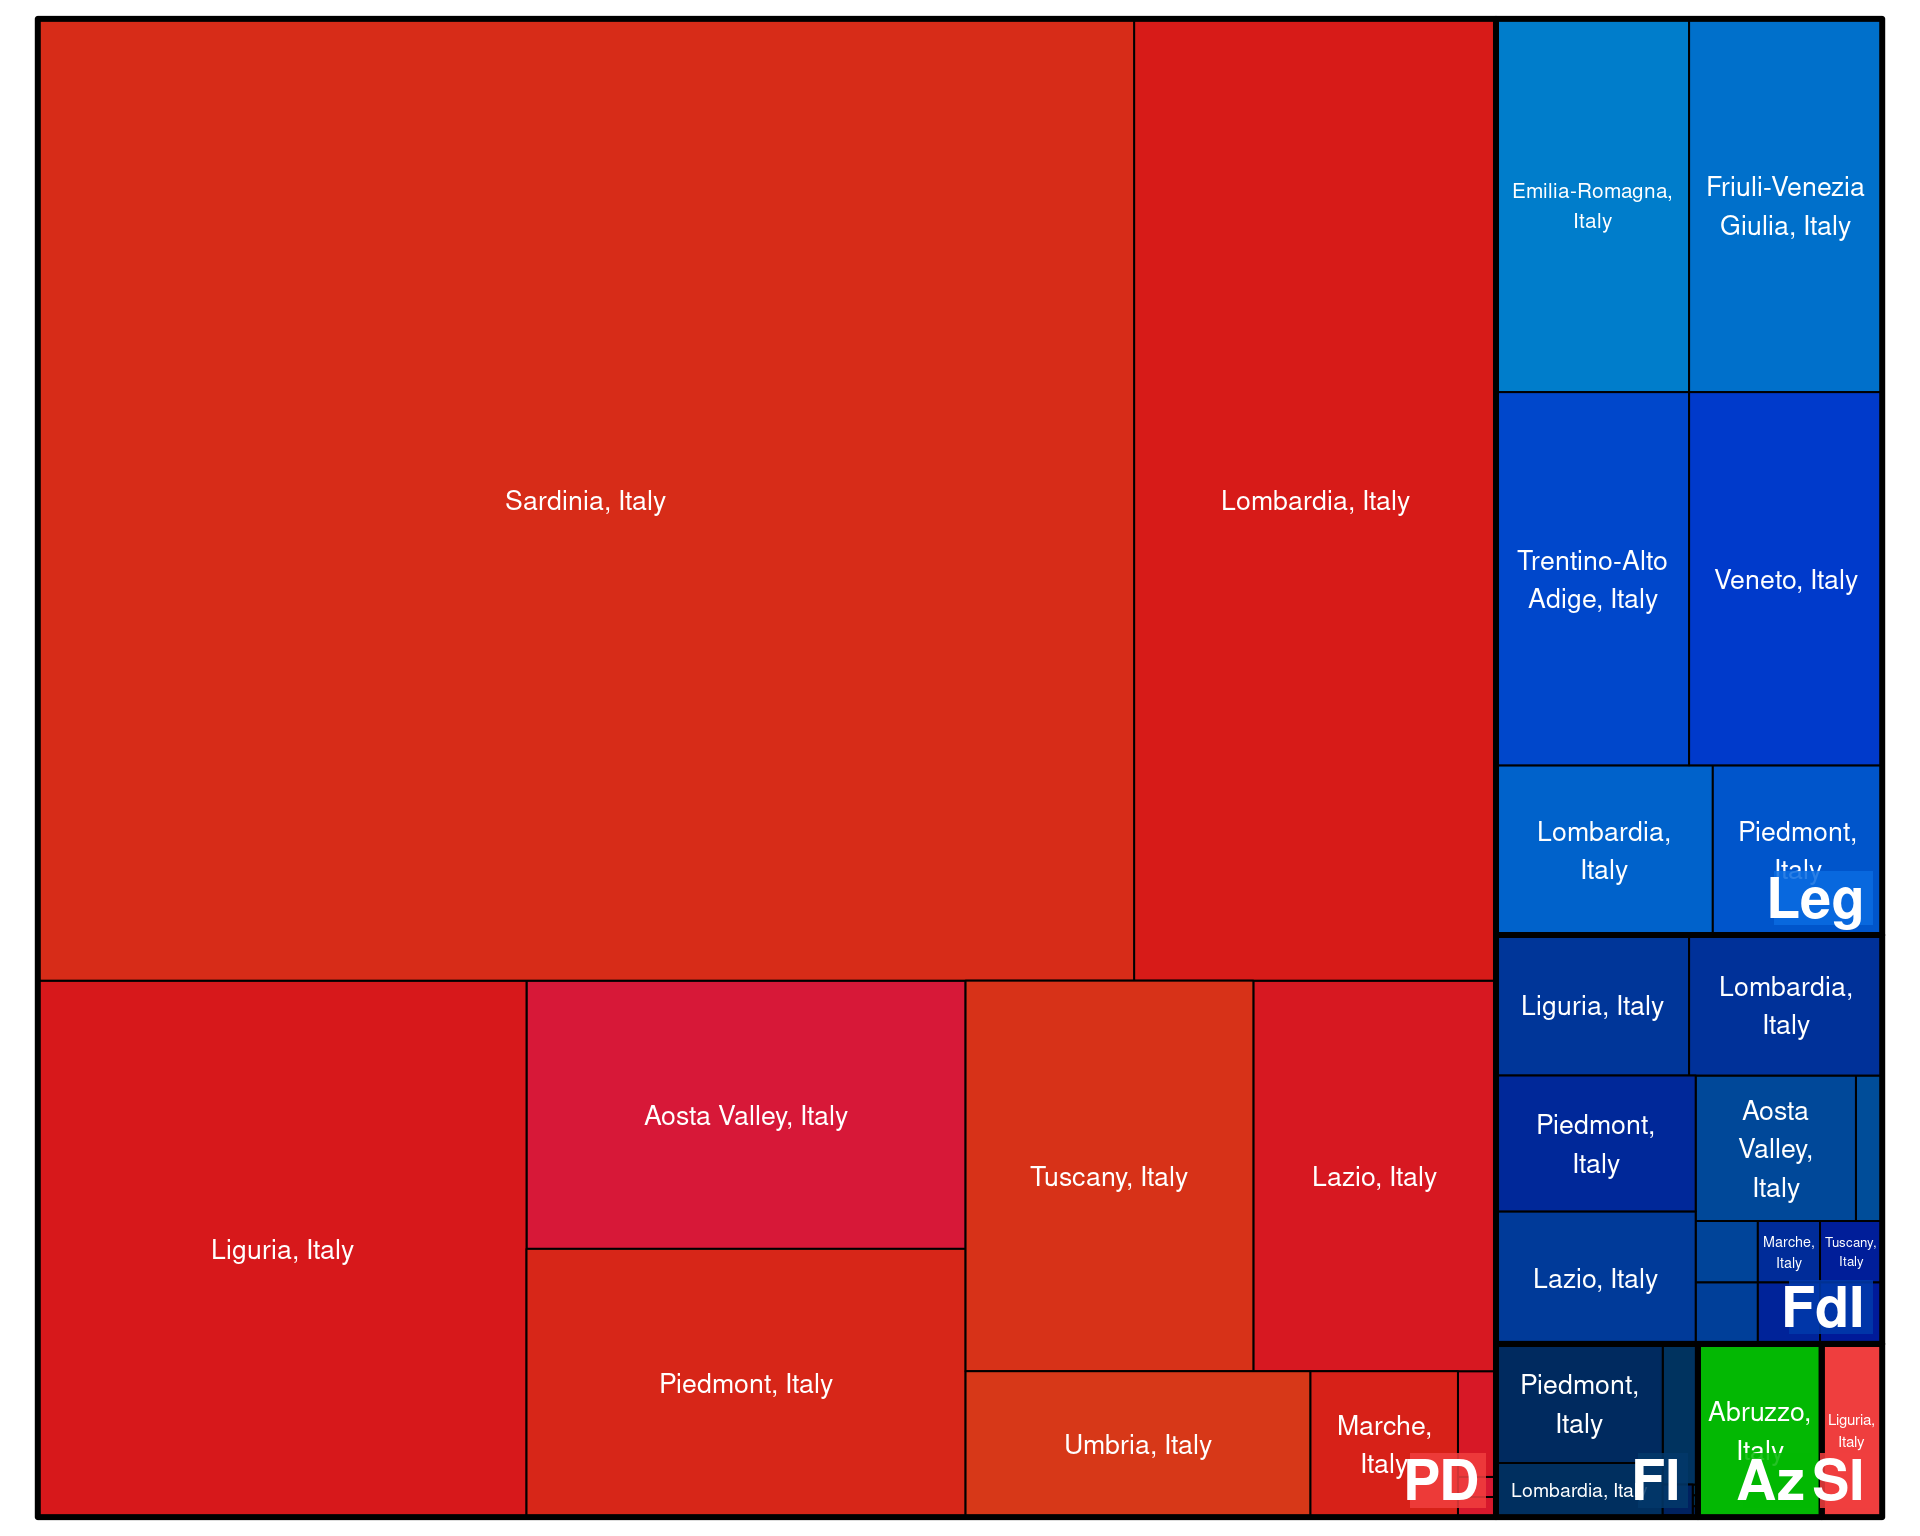 Sardinia, Italy
Lombardia, Italy
Liguria, Italy
Aosta Valley, Italy
Piedmont, Italy
Tuscany, Italy
Lazio, Italy
Umbria, Italy
Marche,
Italy
PD
Emilia-Romagna,
Italy
Friuli-Venezia
Giulia, Italy
Trentino-Alto
Adige, Italy
Veneto, Italy
Lombardia,
Italy
Piedmont,
Italy
Leg
Liguria, Italy
Lombardia,
Italy
Piedmont,
Italy
Aosta
Valley,
Italy
Lazio, Italy
Marche,
Italy
Tuscany,
Italy
FdI
Piedmont,
Italy
Lombardia, Italy
FI
Abruzzo,
Italy
Az
Liguria,
Italy
SI